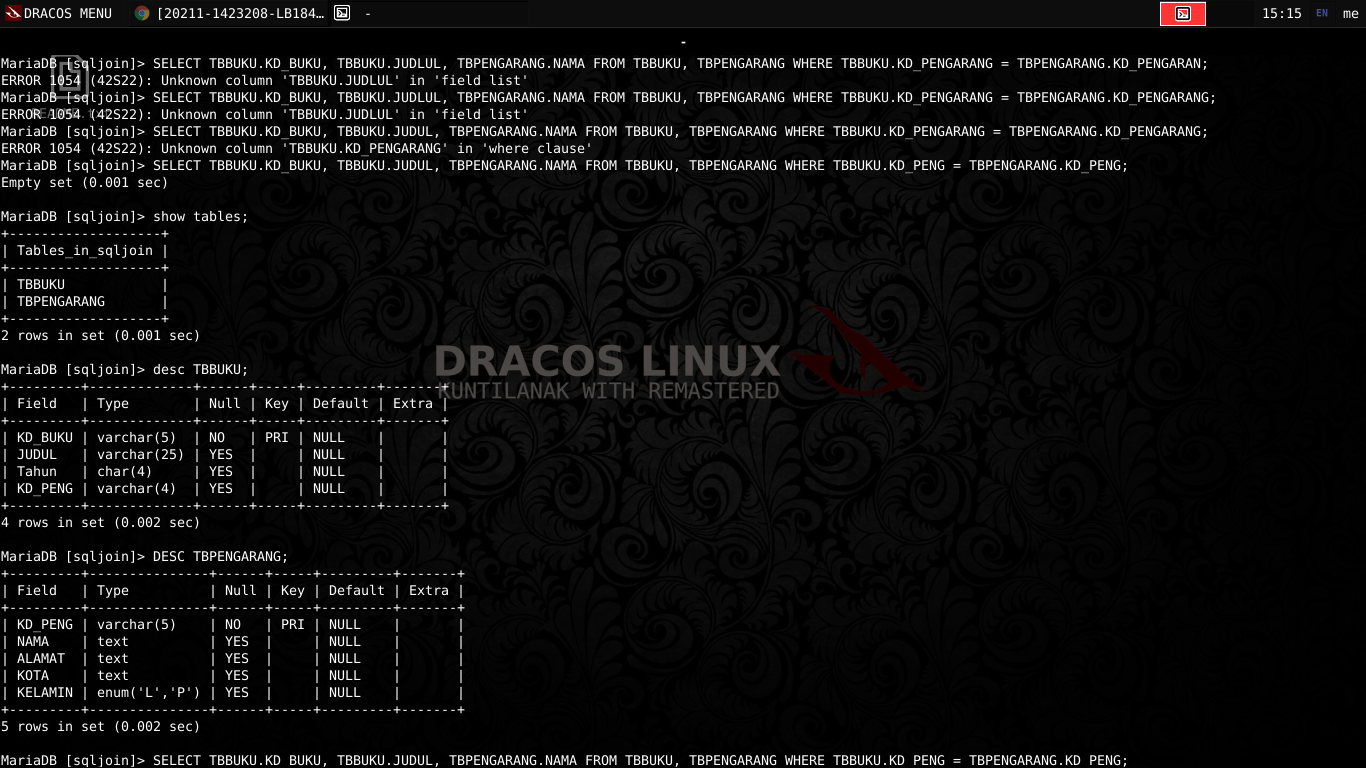 DRACOS MENU
[20211-1423208-LB184…
-
15:15
EN
me
-
MariaDB [sqljoin]> SELECT TBBUKU.KD_BUKU, TBBUKU.JUDLUL, TBPENGARANG.NAMA FROM TBBUKU, TBPENGARANG WHERE TBBUKU.KD_PENGARANG = TBPENGARANG.KD_PENGARAN;
ERROR 1054 (42S22): Unknown column 'TBBUKU.JUDLUL' in 'field list'
MariaDB [sqljoin]> SELECT TBBUKU.KD_BUKU, TBBUKU.JUDLUL, TBPENGARANG.NAMA FROM TBBUKU, TBPENGARANG WHERE TBBUKU.KD_PENGARANG = TBPENGARANG.KD_PENGARANG;
ERROR 1054 (42S22): Unknown column 'TBBUKU.JUDLUL' in 'field list'
MariaDB [sqljoin]> SELECT TBBUKU.KD_BUKU, TBBUKU.JUDUL, TBPENGARANG.NAMA FROM TBBUKU, TBPENGARANG WHERE TBBUKU.KD_PENGARANG = TBPENGARANG.KD_PENGARANG;
ERROR 1054 (42S22): Unknown column 'TBBUKU.KD_PENGARANG' in 'where clause'
MariaDB [sqljoin]> SELECT TBBUKU.KD_BUKU, TBBUKU.JUDUL, TBPENGARANG.NAMA FROM TBBUKU, TBPENGARANG WHERE TBBUKU.KD_PENG = TBPENGARANG.KD_PENG;
Empty set (0.001 sec)
MariaDB [sqljoin]> show tables;
+-------------------+
| Tables_in_sqljoin |
+-------------------+
| TBBUKU            |
| TBPENGARANG       |
+-------------------+
2 rows in set (0.001 sec)
DRACOS LINUX
KUNTILANAK WITH REMASTERED
MariaDB [sqljoin]> desc TBBUKU;
+---------+-------------+------+-----+---------+-------+
| Field   | Type        | Null | Key | Default | Extra |
+---------+-------------+------+-----+---------+-------+
| KD_BUKU | varchar(5)  | NO   | PRI | NULL    |       |
| JUDUL   | varchar(25) | YES  |     | NULL    |       |
| Tahun   | char(4)     | YES  |     | NULL    |       |
| KD_PENG | varchar(4)  | YES  |     | NULL    |       |
+---------+-------------+------+-----+---------+-------+
4 rows in set (0.002 sec)
MariaDB [sqljoin]> DESC TBPENGARANG;
+---------+---------------+------+-----+---------+-------+
| Field   | Type          | Null | Key | Default | Extra |
+---------+---------------+------+-----+---------+-------+
| KD_PENG | varchar(5)    | NO   | PRI | NULL    |       |
| NAMA    | text          | YES  |     | NULL    |       |
| ALAMAT  | text          | YES  |     | NULL    |       |
| KOTA    | text          | YES  |     | NULL    |       |
| KELAMIN | enum('L','P') | YES  |     | NULL    |       |
+---------+---------------+------+-----+---------+-------+
5 rows in set (0.002 sec)
MariaDB [sqljoin]> SELECT TBBUKU.KD_BUKU, TBBUKU.JUDUL, TBPENGARANG.NAMA FROM TBBUKU, TBPENGARANG WHERE TBBUKU.KD_PENG = TBPENGARANG.KD_PENG;